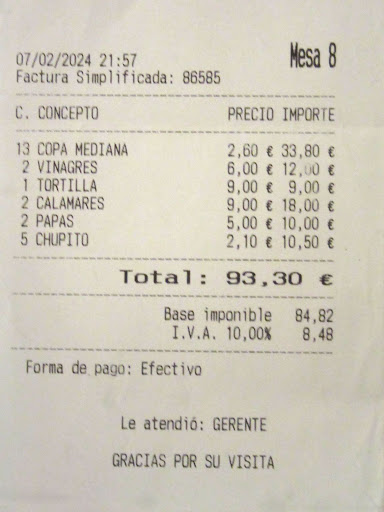 Mesa 8
07/02/2024 21:57
Factura Simplificada: 86585
C. CONCEPTO PRECIO IMPORTE
13 COPA MEDIANA 2,60 € 33,80 €
2 VINAGRES 6,00 € 12,00 €
1 TORTILLA 9,00 € 9,00 €
2 CALAMARES 9,00 € 18,00 €
2 PAPAS 5,00 € 10,00 €
5 CHUPITO 2,10 € 10,50 €
Total: 93,30 €
Base imponible 84,82
I.V.A. 10,00% 8,48
Forma de pago: Efectivo
Le atendió: GERENTE
GRACIAS POR SU VISITA